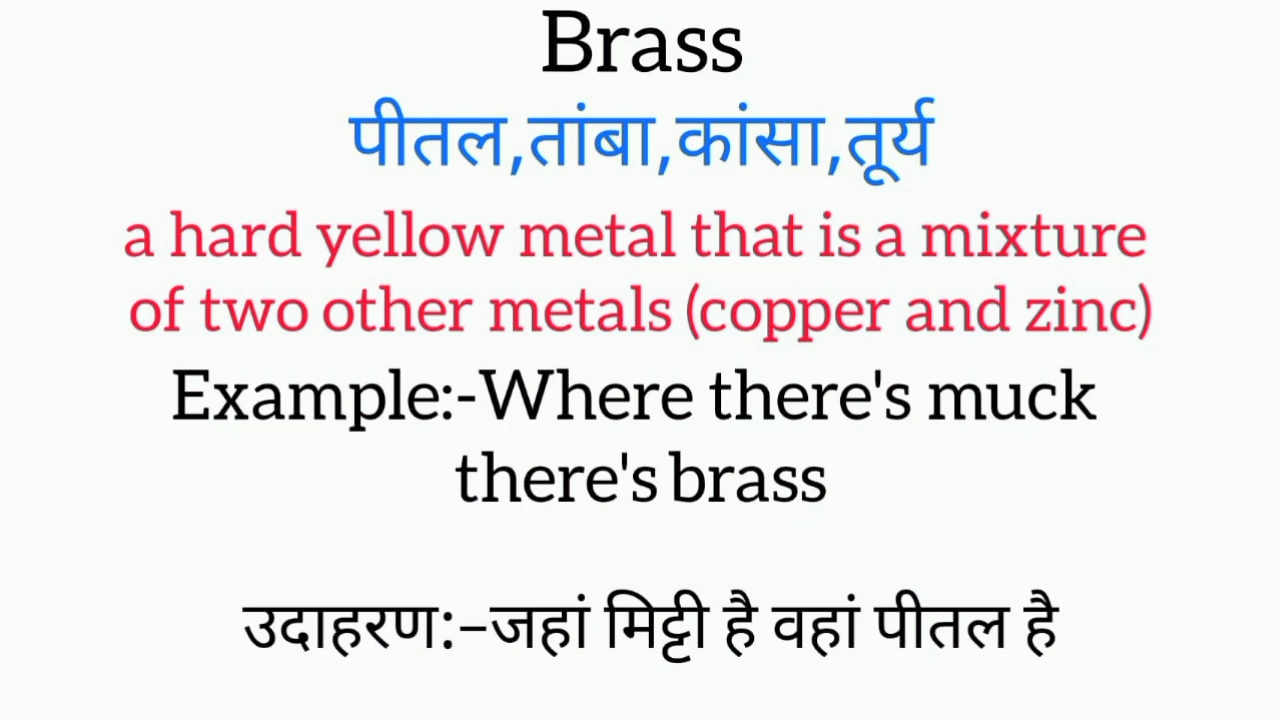 Brass
पीतल,तांबा,कांसा,तूर्य
a hard yellow metal that is a mixture
of two other metals (copper and zinc)
Example:-Where there's muck
there's brass
उदाहरण:–जहां मिट्टी है वहां पीतल है